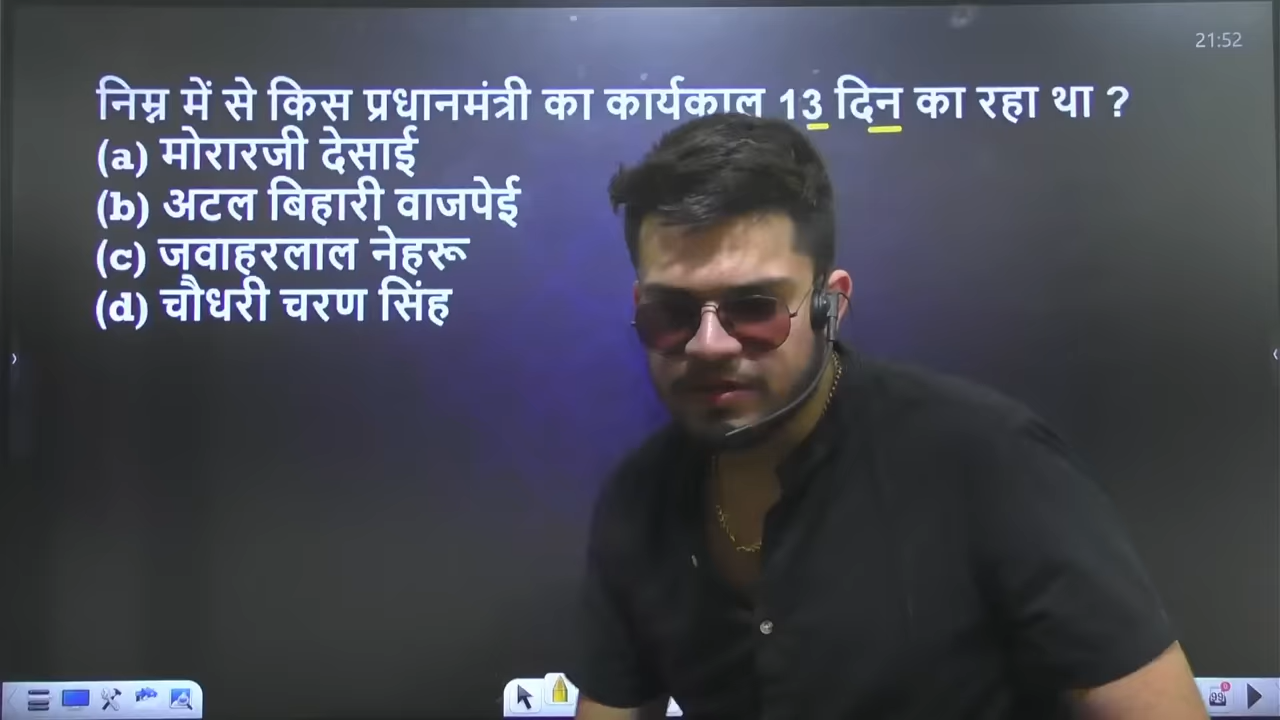 21:52
निम्न में से किस प्रधानमंत्री का कार्यकाल 13 दिन का रहा था ?
(a) मोरारजी देसाई
(b) अटल बिहारी वाजपेई
(c) जवाहरलाल नेहरू
(d) चौधरी चरण सिंह